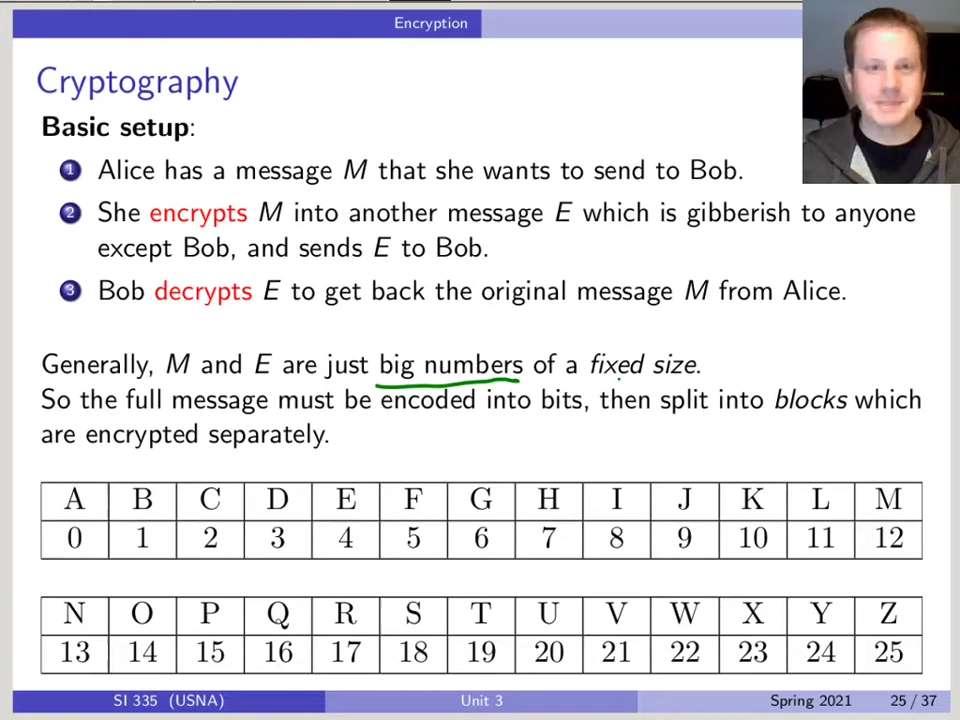 Encryption
Cryptography
Basic setup:
1 Alice has a message M that she wants to send to Bob.
2 She encrypts M into another message E which is gibberish to anyone
except Bob, and sends E to Bob.
3 Bob decrypts E to get back the original message M from Alice.
Generally, M and E are just big numbers of a fixed size.
So the full message must be encoded into bits, then split into blocks which
are encrypted separately.
A B C D E F G H I J K L M
0 1 2 3 4 5 6 7 8 9 10 11 12
N O P Q R S T U V W X Y Z
13 14 15 16 17 18 19 20 21 22 23 24 25
SI 335 (USNA) Unit 3 Spring 2021 25 / 37